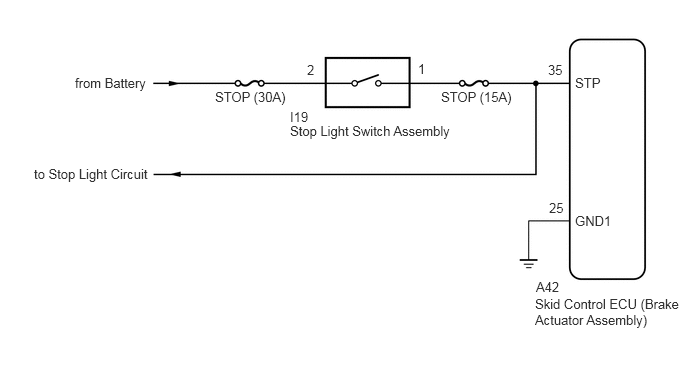 2
1
35
from Battery
STP
STOP (30A)
STOP (15A)
I19
Stop Light Switch Assembly
to Stop Light Circuit
25
GND1
A42
Skid Control ECU (Brake
Actuator Assembly)